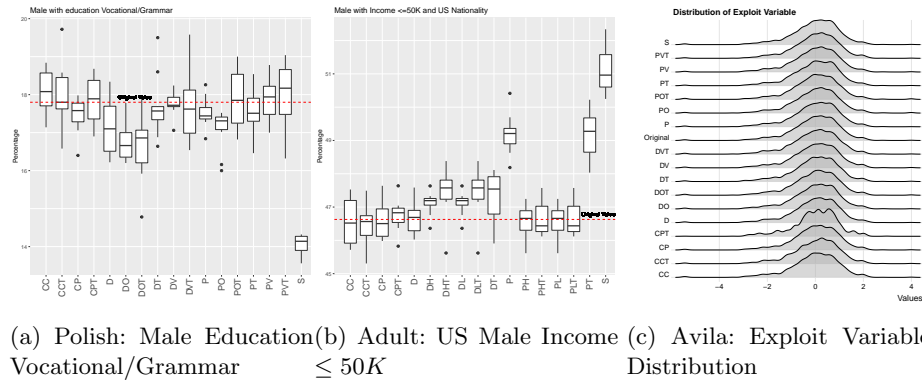 Male with education Vocational/Grammar
Percentage
20
18
16
14
Original Value
CC
CCT
CP
CPT
D
DO
DOT
DT
DV
DVT
P
PO
POT
PT
PV
PVT
S
Male with Income <=50K and US Nationality
Percentage
51
49
47
45
Original Value
CC
CCT
CP
CPT
D
DH
DHT
DL
DLT
DT
P
PH
PHT
PL
PLT
PT
S
Distribution of Exploit Variable
S
PVT
PV
PT
POT
PO
P
Original
DVT
DV
DT
DOT
DO
D
CPT
CP
CCT
CC
−4 −2 0 2 4
Values
(a) Polish: Male Education
Vocational/Grammar
(b) Adult: US Male Income
≤ 50K
(c) Avila: Exploit Variable
Distribution